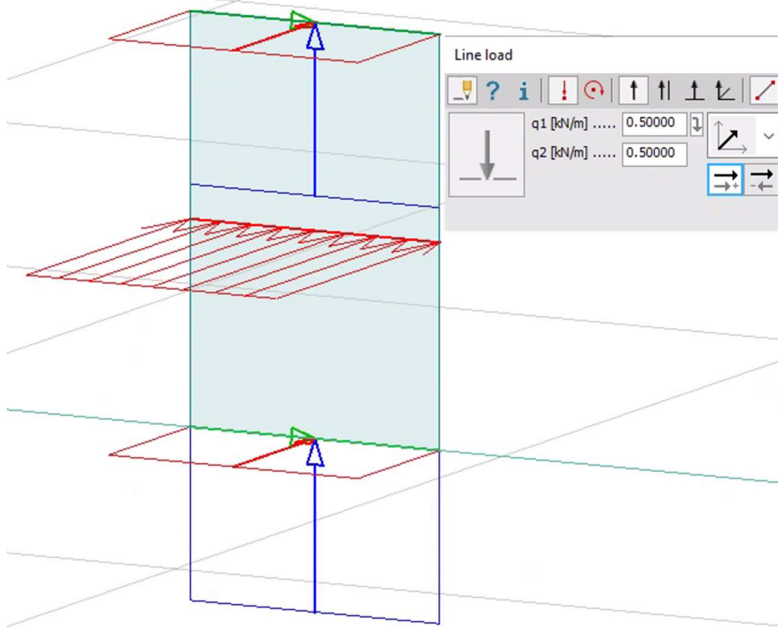 Line load
? i
q1 [kN/m] ..... 0.50000
q2 [kN/m] ..... 0.50000